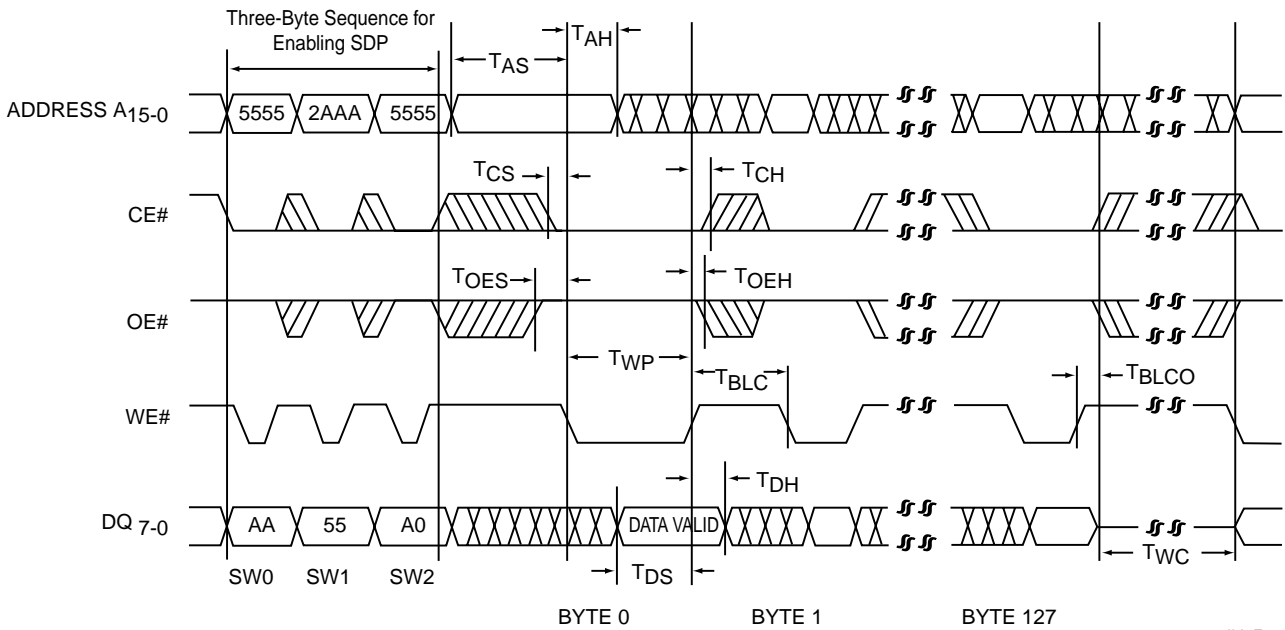 Three-Byte Sequence for
Enabling SDP
TAS
TAH
ADDRESS A15-0
5555
2AAA
5555
TCS
TCH
CE#
TOES
TOEH
OE#
TWP
TBLC
TBLCO
WE#
TDH
DQ 7-0
AA
55
A0
DATA VALID
SW0
SW1
SW2
TDS
TWC
BYTE 0
BYTE 1
BYTE 127